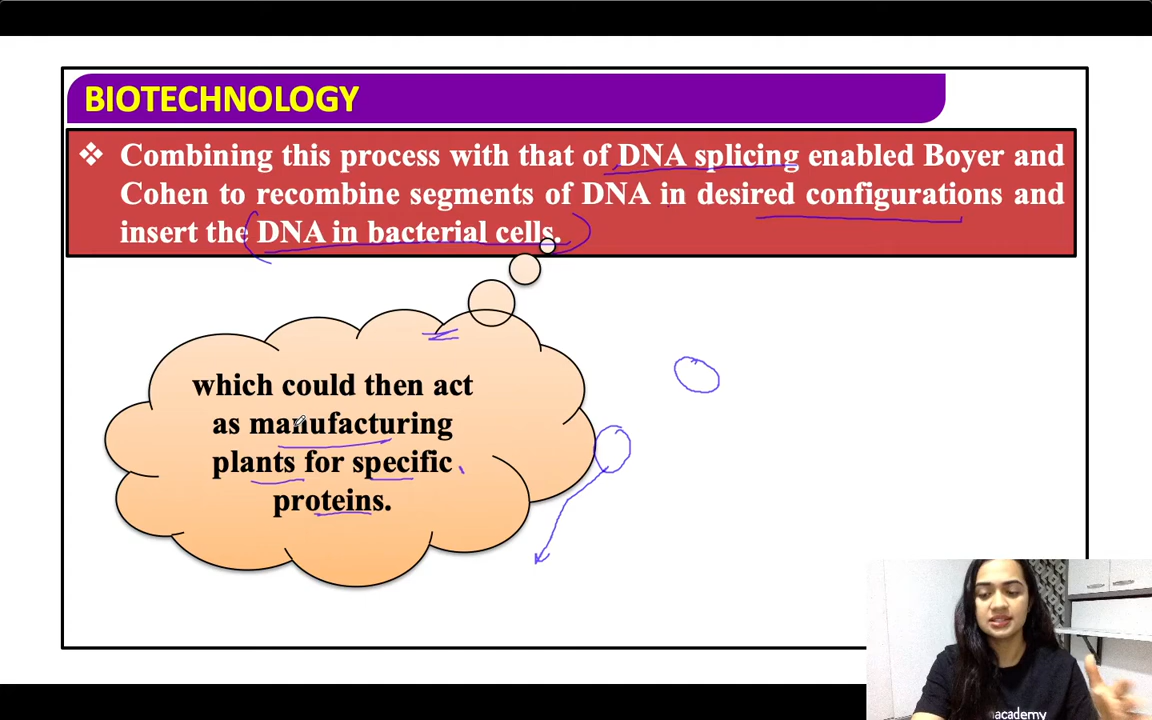 BIOTECHNOLOGY
❖ Combining this process with that of DNA splicing enabled Boyer and
Cohen to recombine segments of DNA in desired configurations and
insert the DNA in bacterial cells.
which could then act
as manufacturing
plants for specific
proteins.
nacademy